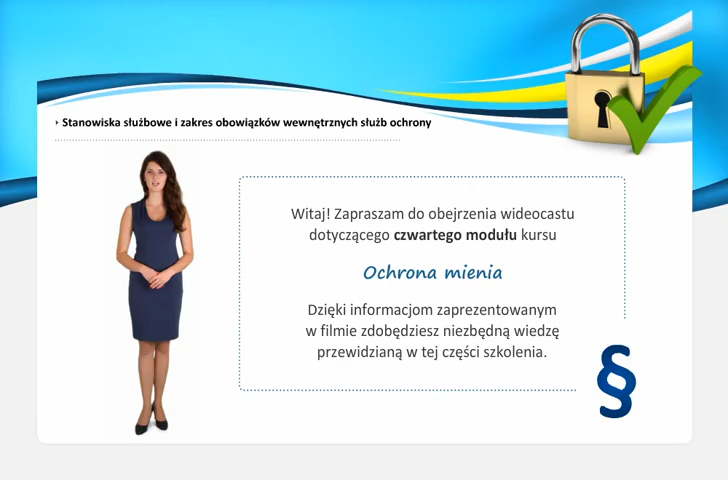 Stanowiska służbowe i zakres obowiązków wewnętrznych służb ochrony
Witaj! Zapraszam do obejrzenia wideocastu
dotyczącego czwartego modułu kursu
Ochrona mienia
Dzięki informacjom zaprezentowanym
w filmie zdobędziesz niezbędną wiedzę
przewidzianą w tej części szkolenia.
§